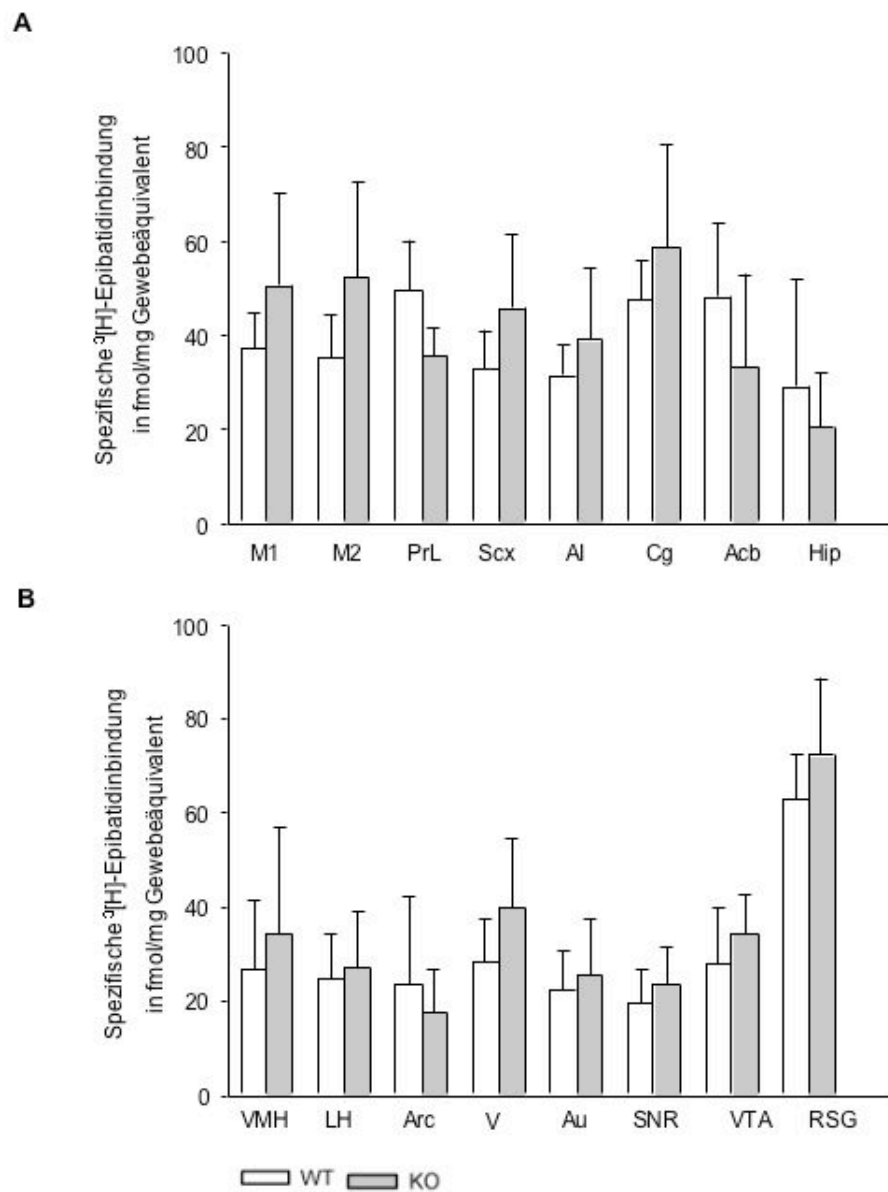 A
Spezifische ³[H]-Epibatidinbindung
in fmol/mg Gewebeäquivalent
100
80
60
40
20
0
M1 M2 PrL Scx AI Cg Acb Hip
B
Spezifische ³[H]-Epibatidinbindung
in fmol/mg Gewebeäquivalent
100
80
60
40
20
0
VMH LH Arc V Au SNR VTA RSG
WT KO